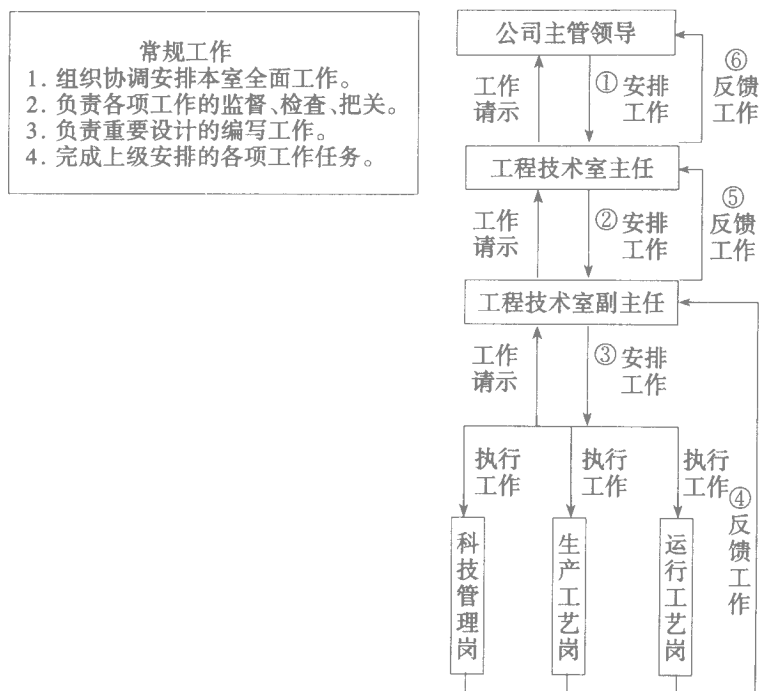 常规工作
1. 组织协调安排本室全面工作。
2. 负责各项工作的监督、检查、把关。
3. 负责重要设计的编写工作。
4. 完成上级安排的各项工作任务。
公司主管领导
工作
请示
① 安排
工作
⑥
反馈
工作
工程技术室主任
工作
请示
② 安排
工作
⑤
反馈
工作
工程技术室副主任
工作
请示
③ 安排
工作
执行
工作
执行
工作
执行
工作
④
反馈工作
科技管理岗
生产工艺岗
运行工艺岗